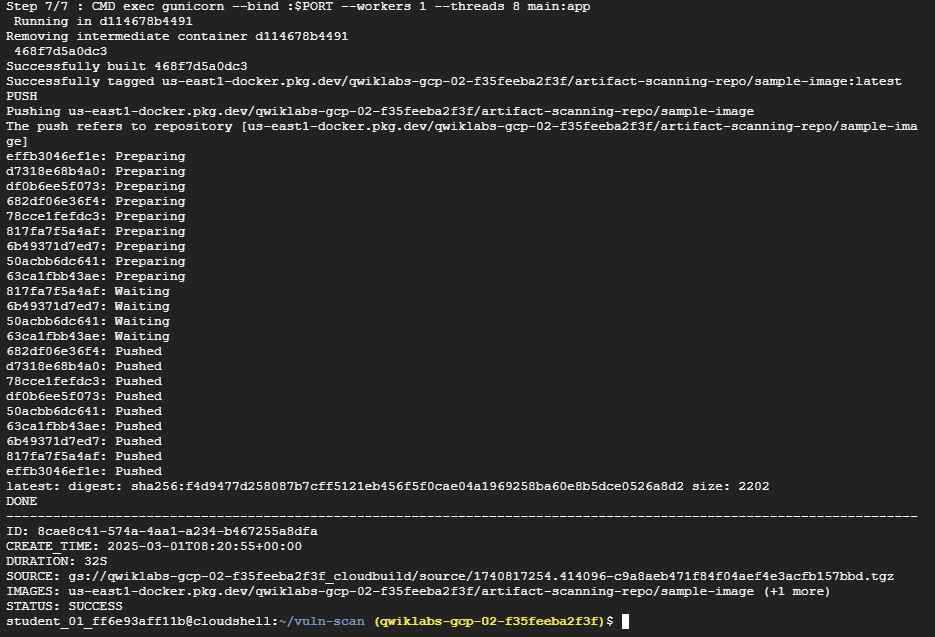 Step 7/7 : CMD exec gunicorn --bind :$PORT --workers 1 --threads 8 main:app
Running in d114678b4491
Removing intermediate container d114678b4491
468f7d5a0dc3
Successfully built 468f7d5a0dc3
Successfully tagged us-east1-docker.pkg.dev/qwiklabs-gcp-02-f35feeba2f3f/artifact-scanning-repo/sample-image:latest
PUSH
Pushing us-east1-docker.pkg.dev/qwiklabs-gcp-02-f35feeba2f3f/artifact-scanning-repo/sample-image
The push refers to repository [us-east1-docker.pkg.dev/qwiklabs-gcp-02-f35feeba2f3f/artifact-scanning-repo/sample-ima
ge]
effb3046ef1e: Preparing
d7318e68b4a0: Preparing
df0b6ee5f073: Preparing
682df06e36f4: Preparing
78cce1fefdc3: Preparing
817fa7f5a4af: Preparing
6b49371d7ed7: Preparing
50acbb6dc641: Preparing
63ca1fbb43ae: Preparing
817fa7f5a4af: Waiting
6b49371d7ed7: Waiting
50acbb6dc641: Waiting
63ca1fbb43ae: Waiting
682df06e36f4: Pushed
d7318e68b4a0: Pushed
78cce1fefdc3: Pushed
df0b6ee5f073: Pushed
50acbb6dc641: Pushed
63ca1fbb43ae: Pushed
6b49371d7ed7: Pushed
817fa7f5a4af: Pushed
effb3046ef1e: Pushed
latest: digest: sha256:f4d9477d258087b7cff5121eb456f5f0cae04a1969258ba60e8b5dce0526a8d2 size: 2202
DONE
---------------------------------------------------------------------------------------------------------------------
ID: 8cae8c41-574a-4aa1-a234-b467255a8dfa
CREATE_TIME: 2025-03-01T08:20:55+00:00
DURATION: 32S
SOURCE: gs://qwiklabs-gcp-02-f35feeba2f3f_cloudbuild/source/1740817254.414096-c9a8aeb471f84f04aef4e3acfb157bbd.tgz
IMAGES: us-east1-docker.pkg.dev/qwiklabs-gcp-02-f35feeba2f3f/artifact-scanning-repo/sample-image (+1 more)
STATUS: SUCCESS
student_01_ff6e93aff11b@cloudshell:~/vuln-scan (qwiklabs-gcp-02-f35feeba2f3f)$